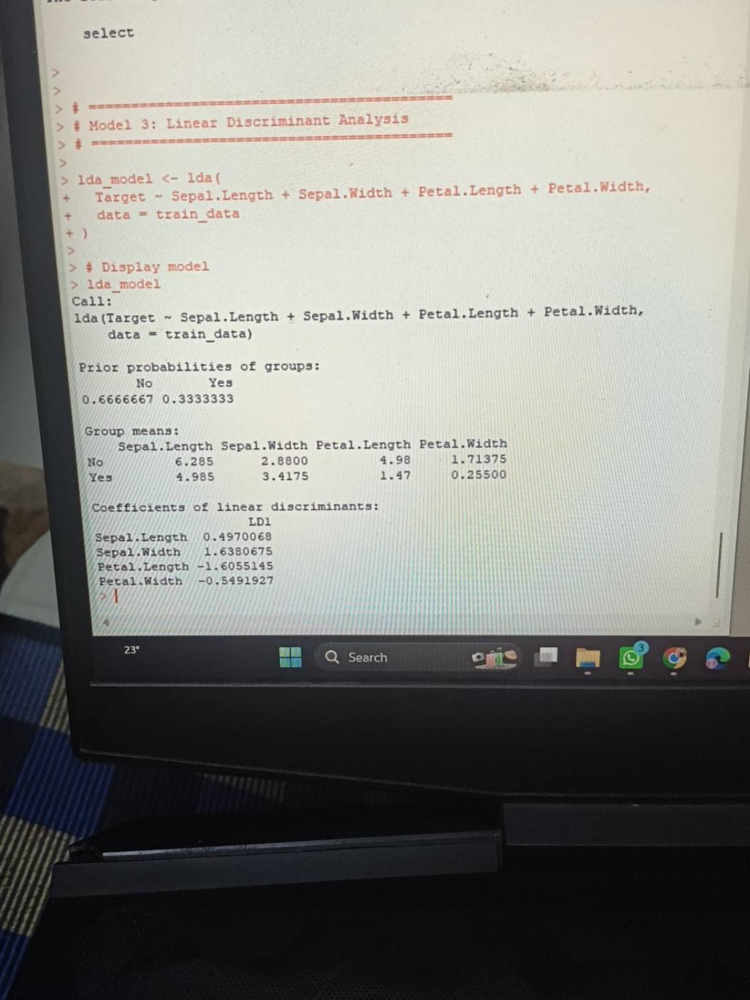 select
>
>
> # ==========================================
> # Model 3: Linear Discriminant Analysis
> # ==========================================
>
> lda_model <- lda(
+   Target ~ Sepal.Length + Sepal.Width + Petal.Length + Petal.Width,
+   data = train_data
+ )
>
> # Display model
> lda_model
Call:
lda(Target ~ Sepal.Length + Sepal.Width + Petal.Length + Petal.Width,
    data = train_data)
Prior probabilities of groups:
       No       Yes
0.6666667 0.3333333
Group means:
    Sepal.Length Sepal.Width Petal.Length Petal.Width
No         6.285      2.8800         4.98     1.71375
Yes        4.985      3.4175         1.47     0.25500
Coefficients of linear discriminants:
                    LD1
Sepal.Length  0.4970068
Sepal.Width   1.6380675
Petal.Length -1.6055145
Petal.Width  -0.5491927
>
23° Search 3